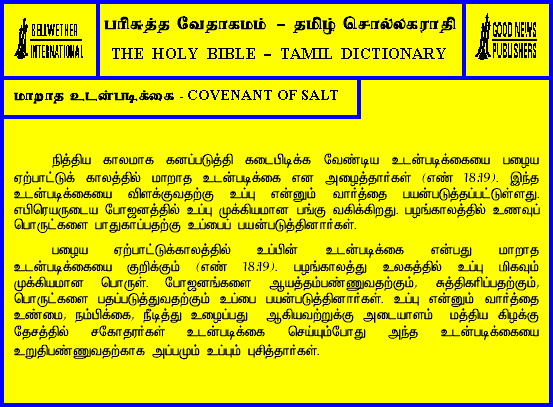 BELLWETHER
INTERNATIONAL
பரிசுத்த வேதாகமம் – தமிழ் சொல்லகராதி
THE HOLY BIBLE – TAMIL DICTIONARY
GOOD NEWS
PUBLISHERS
மாறாத உடன்படிக்கை - COVENANT OF SALT
நித்திய காலமாக கனப்படுத்தி கடைபிடிக்க வேண்டிய உடன்படிக்கையை பழைய
ஏற்பாட்டுக் காலத்தில் மாறாத உடன்படிக்கை என அழைத்தார்கள் (எண் 18:19). இந்த
உடன்படிக்கையை விளக்குவதற்கு உப்பு என்னும் வார்த்தை பயன்படுத்தப்பட்டுள்ளது.
எபிரெயருடைய போஜனத்தில் உப்பு முக்கியமான பங்கு வகிக்கிறது. பழங்காலத்தில் உணவுப்
பொருட்களை பாதுகாப்பதற்கு உப்பைப் பயன்படுத்தினார்கள்.
பழைய ஏற்பாட்டுக்காலத்தில் உப்பின் உடன்படிக்கை என்பது மாறாத
உடன்படிக்கையை குறிக்கும் (எண் 18:19). பழங்காலத்து உலகத்தில் உப்பு மிகவும்
முக்கியமான பொருள். போஜனங்களை ஆயத்தம்பண்ணுவதற்கும், சுத்திகரிப்பதற்கும்,
பொருட்களை பதப்படுத்துவதற்கும் உப்பை பயன்படுத்தினார்கள். உப்பு என்னும் வார்த்தை
உண்மை, நம்பிக்கை, நீடித்து உழைப்பது ஆகியவற்றுக்கு அடையாளம் மத்திய கிழக்கு
தேசத்தில் சகோதரர்கள் உடன்படிக்கை செய்யும்போது அந்த உடன்படிக்கையை
உறுதிபண்ணுவதற்காக அப்பமும் உப்பும் புசித்தார்கள்.